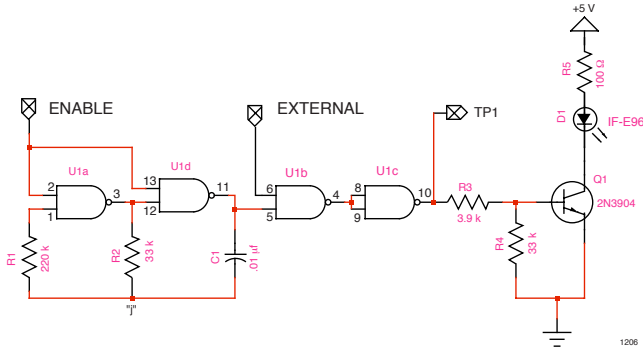 +5 V
R5
100 Ω
D1
IF-E96
ENABLE
EXTERNAL
TP1
U1a
U1d
U1b
U1c
Q1
2N3904
2
1
3
13
12
11
6
5
4
8
9
10
R3
3.9 k
R4
33 k
R1
220 k
R2
33 k
C1
.01 µf
"j"
1206